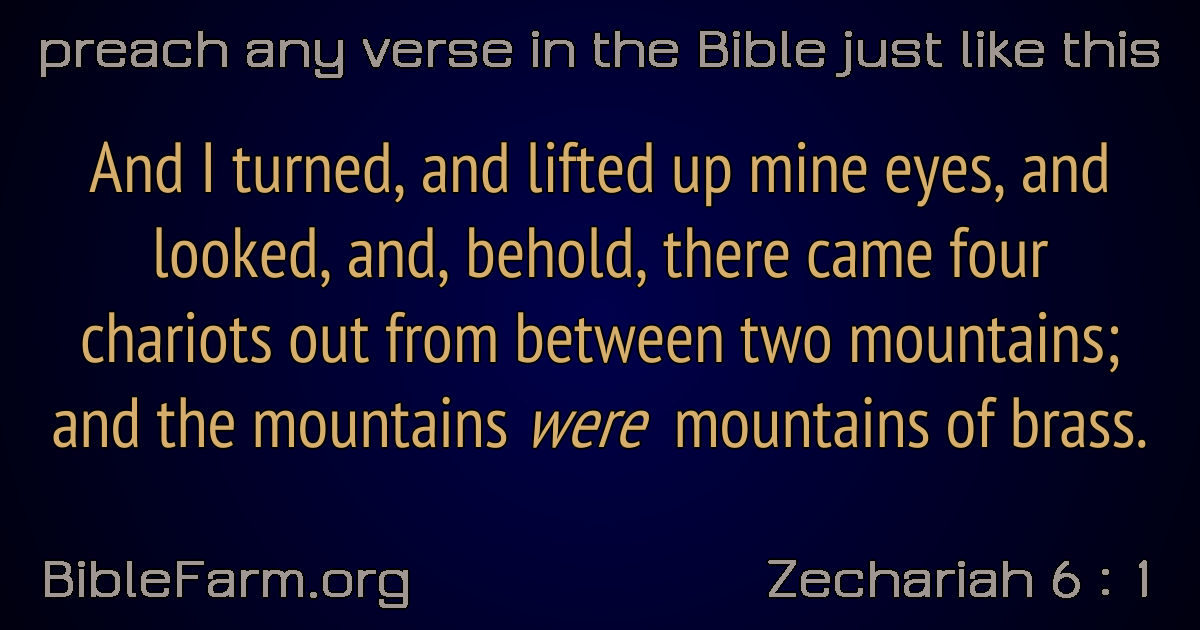 preach any verse in the Bible just like this
And I turned, and lifted up mine eyes, and
looked, and, behold, there came four
chariots out from between two mountains;
and the mountains were mountains of brass.
BibleFarm.org
Zechariah 6 : 1